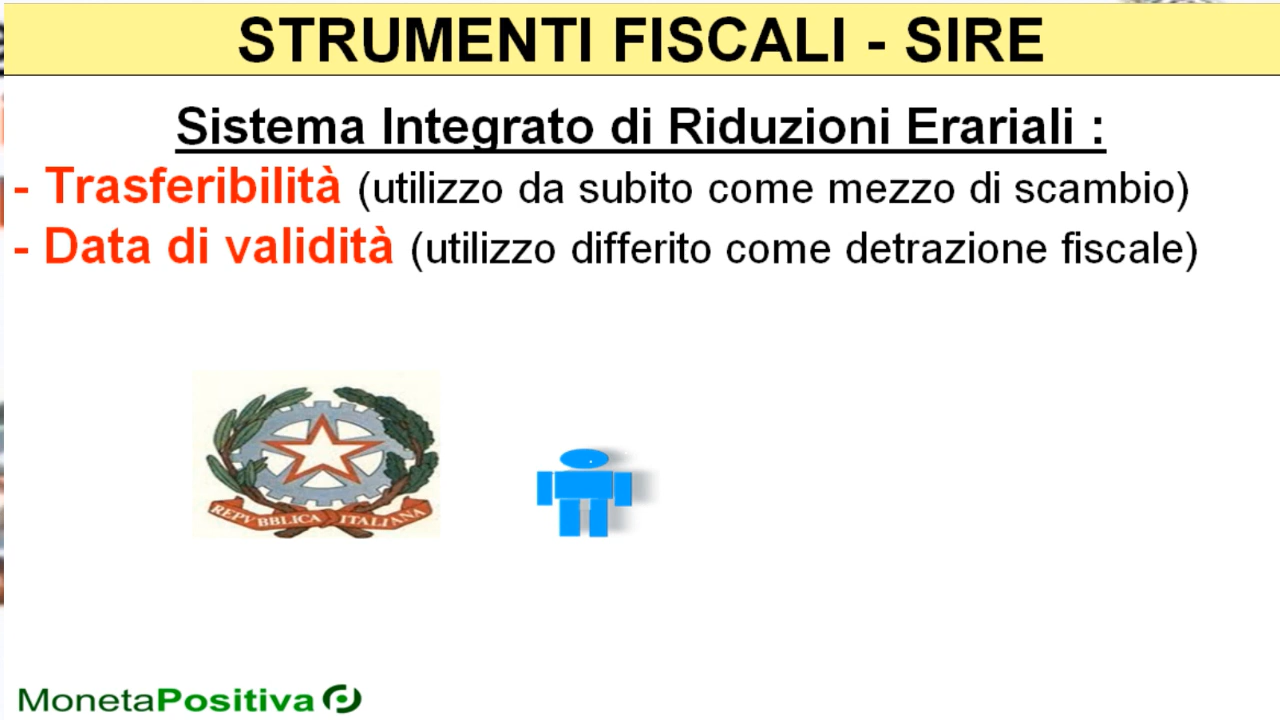 STRUMENTI FISCALI - SIRE
Sistema Integrato di Riduzioni Erariali :
- Trasferibilità (utilizzo da subito come mezzo di scambio)
- Data di validità (utilizzo differito come detrazione fiscale)
REPVBBLICA ITALIANA
MonetaPositiva